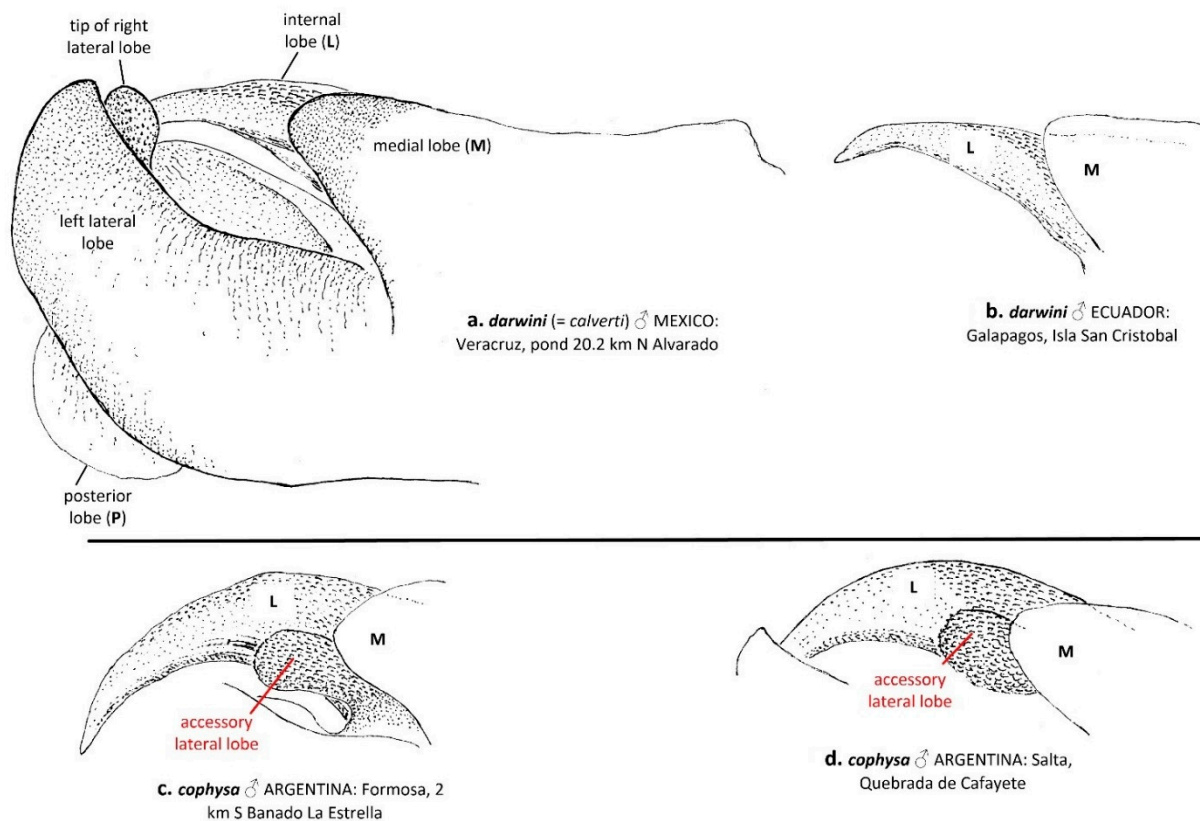 tip of right
lateral lobe
internal
lobe (L)
medial lobe (M)
left lateral
lobe
posterior
lobe (P)
a. darwini (= calverti) ♂ MEXICO:
Veracruz, pond 20.2 km N Alvarado
L
M
b. darwini ♂ ECUADOR:
Galapagos, Isla San Cristobal
L
M
accessory
lateral lobe
c. cophysa ♂ ARGENTINA: Formosa, 2
km S Banado La Estrella
L
M
accessory
lateral lobe
d. cophysa ♂ ARGENTINA: Salta,
Quebrada de Cafayete